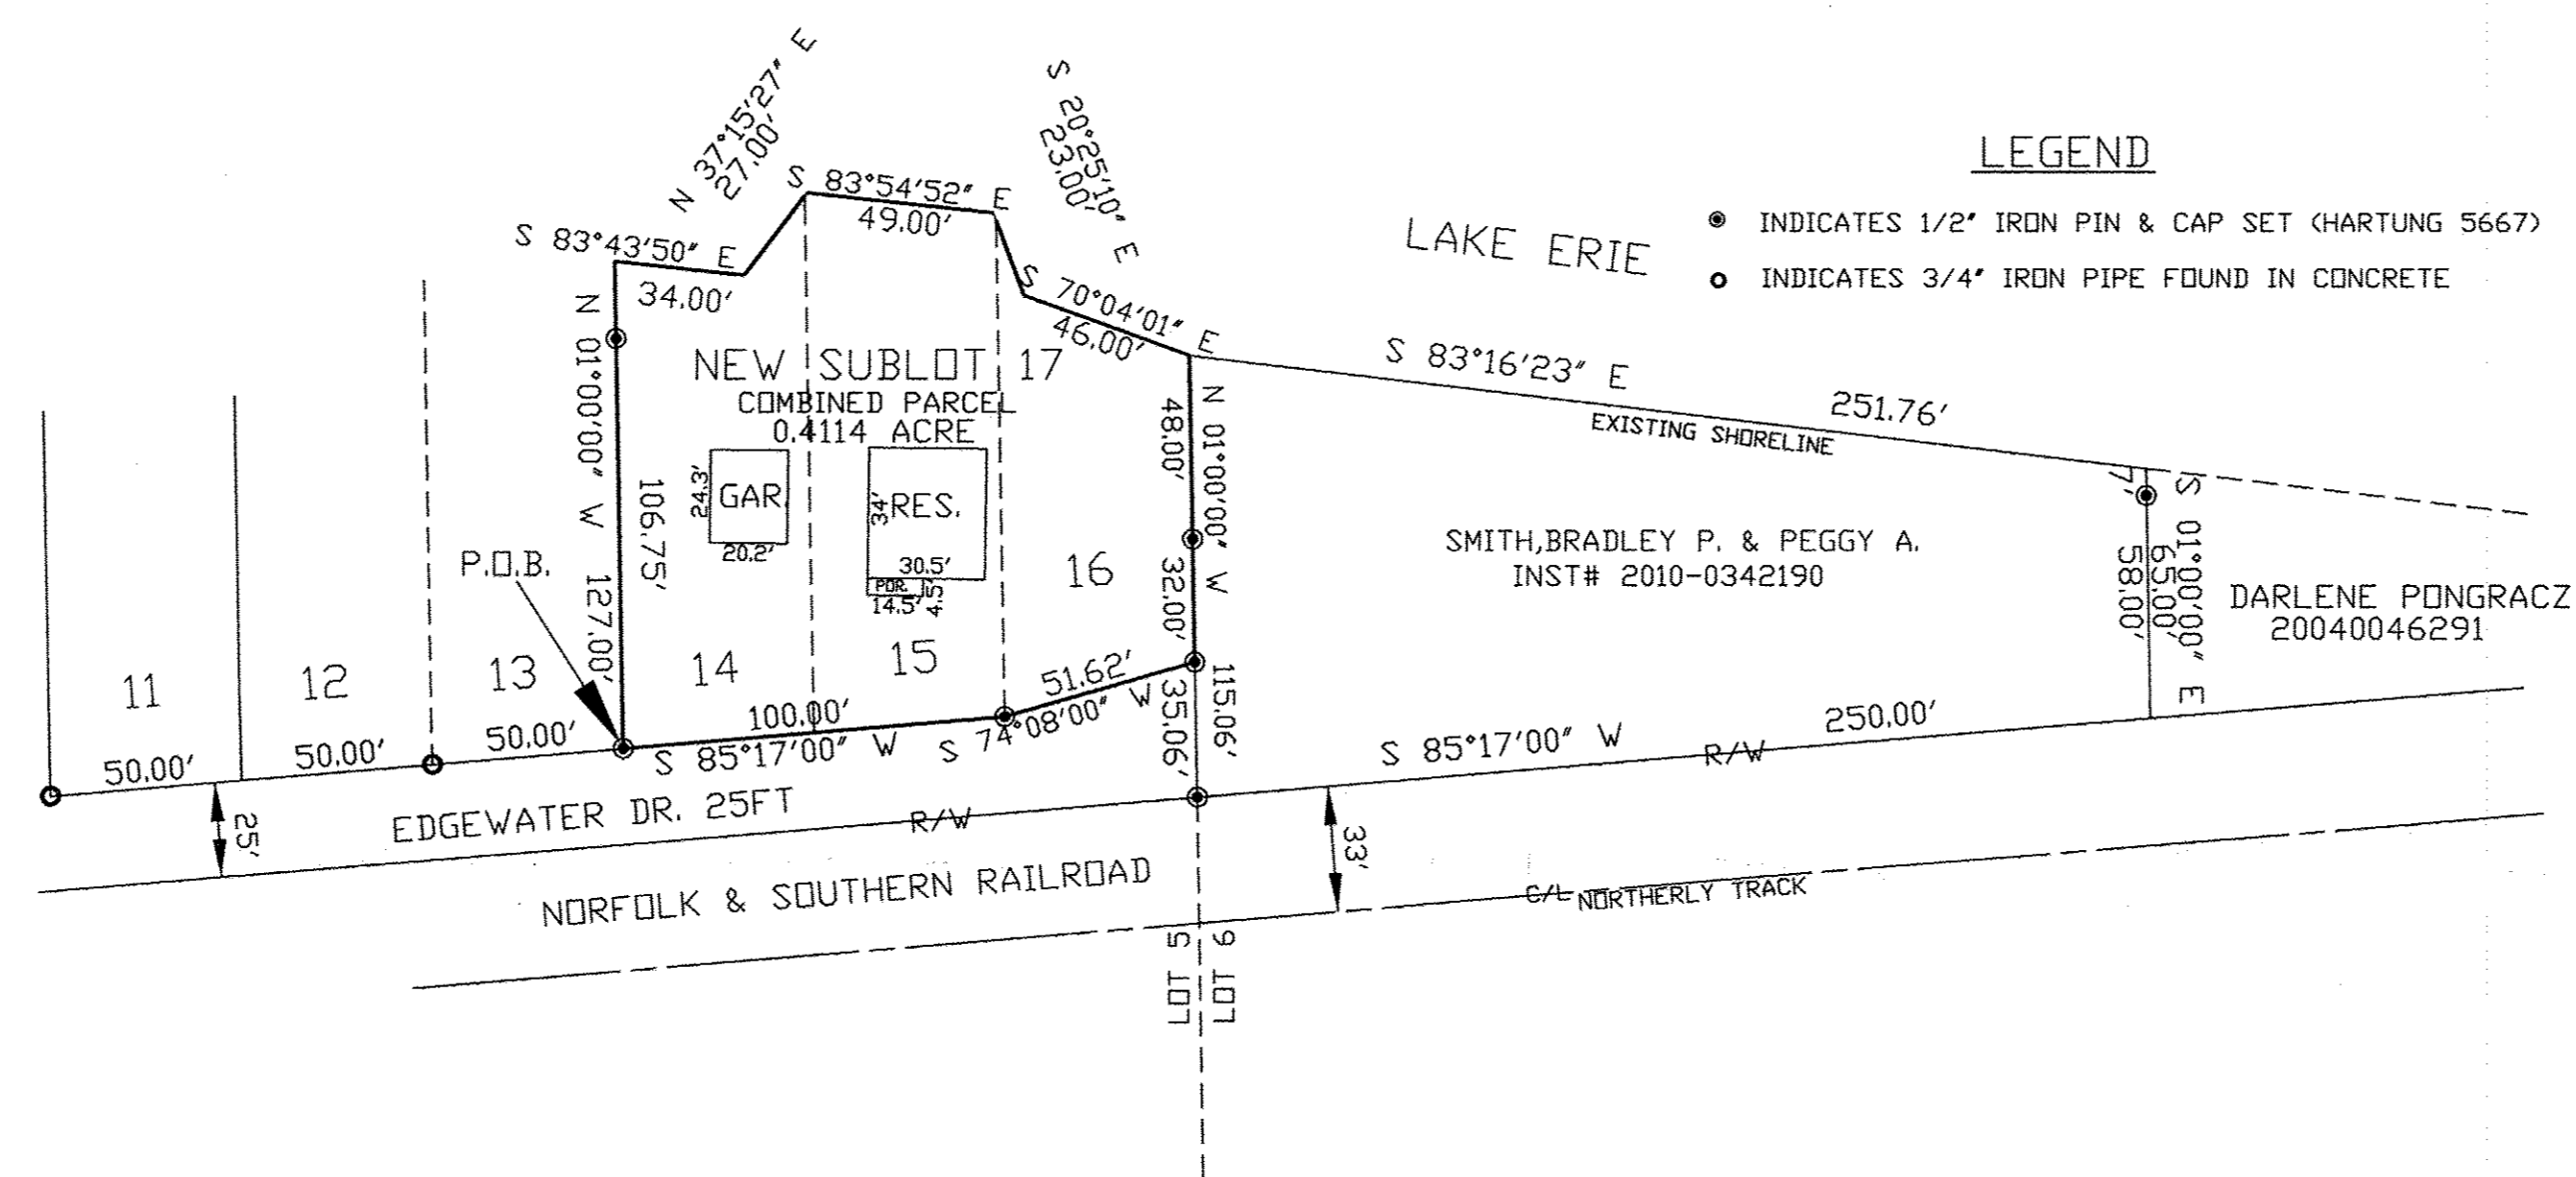 N 37°15'27" E
27.00'
S 20°25'10" E
23.00'
LEGEND
INDICATES 1/2" IRON PIN & CAP SET (HARTUNG 5667)
INDICATES 3/4" IRON PIPE FOUND IN CONCRETE
S 83°54'52" E
49.00'
S 83°43'50" E
34.00'
LAKE ERIE
S 70°04'01" E
46.00'
S 83°16'23" E
251.76'
EXISTING SHORELINE
NEW SUBLOT 17
COMBINED PARCEL
0.4114 ACRE
N 01°00'00" W 127.00'
106.75'
GAR.
24.3'
20.2'
RES.
34'
30.5'
POR.
14.5'
4.5'
48.00'
N 01°00'00" W 115.06'
32.00'
35.06'
SMITH,BRADLEY P. & PEGGY A.
INST# 2010-0342190
7'
S 01°00'00" E
65.00'
58.00'
DARLENE PONGRACZ
20040046291
P.O.B.
11
12
13
14
15
16
50.00'
50.00'
50.00'
100.00'
S 85°17'00" W
51.62'
S 74°08'00" W
S 85°17'00" W
250.00'
R/W
25'
EDGEWATER DR. 25FT
R/W
33'
NORFOLK & SOUTHERN RAILROAD
C/L NORTHERLY TRACK
LOT 5
LOT 6